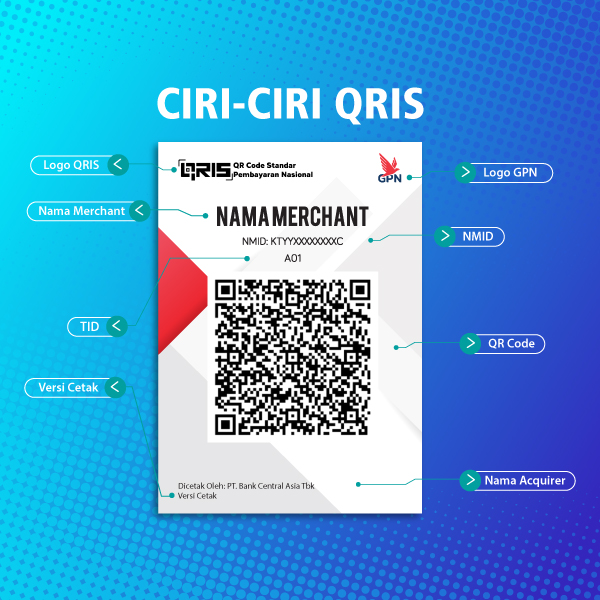 CIRI-CIRI QRIS
Logo QRIS
QRIS
QR Code Standar
Pembayaran Nasional
GPN
Logo GPN
Nama Merchant
NAMA MERCHANT
NMID: KTYYXXXXXXXXC
NMID
A01
TID
QR Code
Versi Cetak
Nama Acquirer
Dicetak Oleh: PT. Bank Central Asia Tbk
Versi Cetak